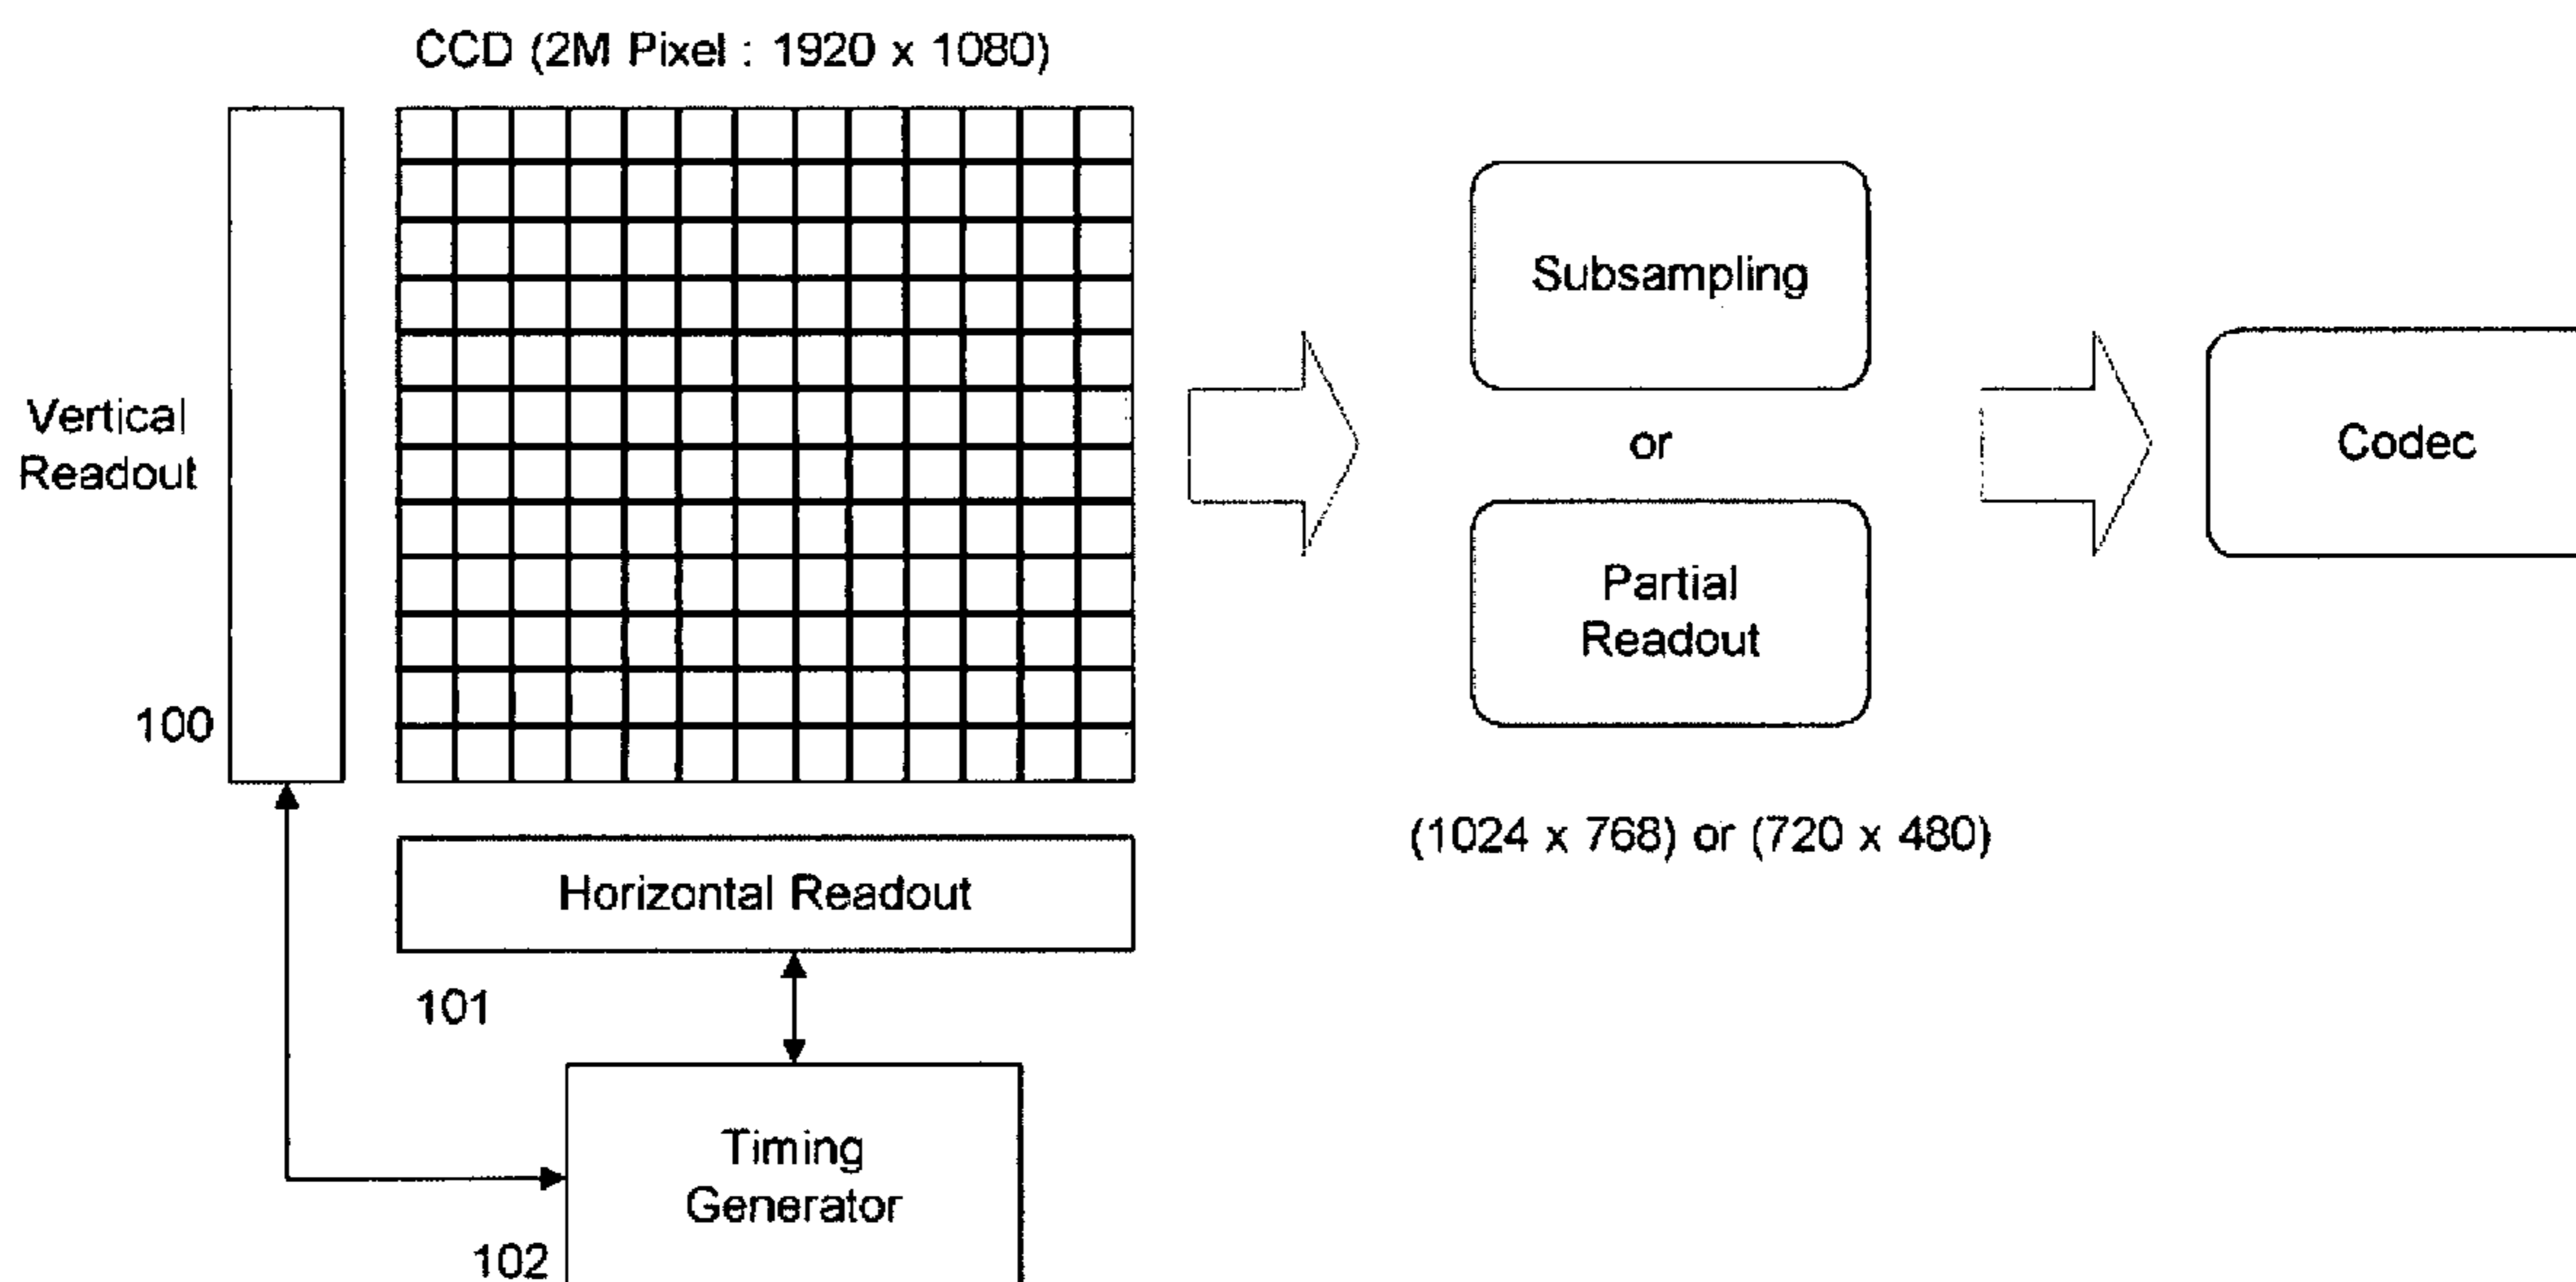 CCD (2M Pixel : 1920 x 1080)
Vertical
Readout
100
Horizontal Readout
101
Timing
Generator
102
Subsampling
or
Partial
Readout
(1024 x 768) or (720 x 480)
Codec